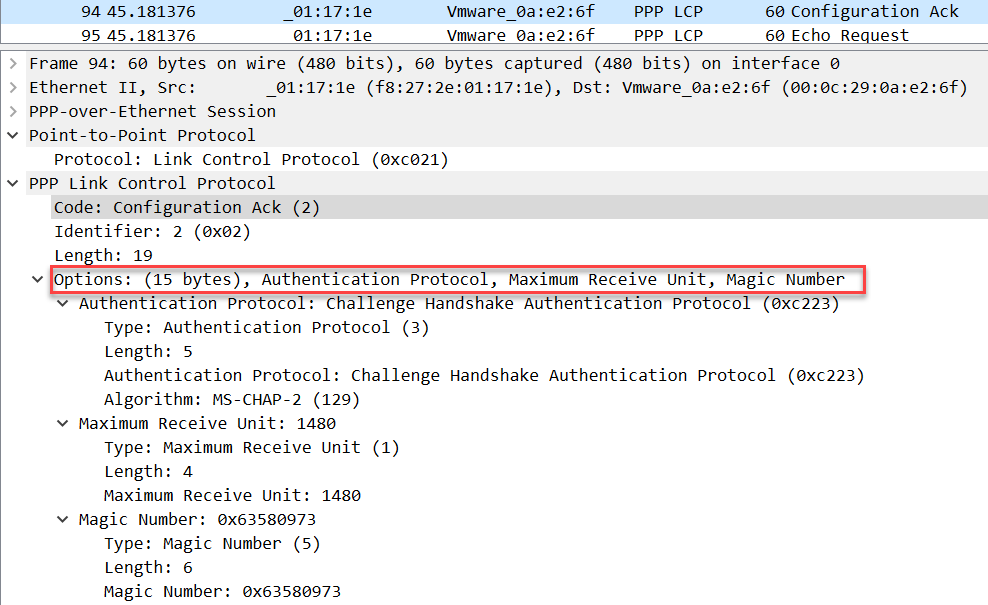 94 45.181376 _01:17:1e Vmware_0a:e2:6f PPP LCP 60 Configuration Ack
95 45.181376 01:17:1e Vmware 0a:e2:6f PPP LCP 60 Echo Request
Frame 94: 60 bytes on wire (480 bits), 60 bytes captured (480 bits) on interface 0
Ethernet II, Src: _01:17:1e (f8:27:2e:01:17:1e), Dst: Vmware_0a:e2:6f (00:0c:29:0a:e2:6f)
PPP-over-Ethernet Session
Point-to-Point Protocol
Protocol: Link Control Protocol (0xc021)
PPP Link Control Protocol
Code: Configuration Ack (2)
Identifier: 2 (0x02)
Length: 19
Options: (15 bytes), Authentication Protocol, Maximum Receive Unit, Magic Number
Authentication Protocol: Challenge Handshake Authentication Protocol (0xc223)
Type: Authentication Protocol (3)
Length: 5
Authentication Protocol: Challenge Handshake Authentication Protocol (0xc223)
Algorithm: MS-CHAP-2 (129)
Maximum Receive Unit: 1480
Type: Maximum Receive Unit (1)
Length: 4
Maximum Receive Unit: 1480
Magic Number: 0x63580973
Type: Magic Number (5)
Length: 6
Magic Number: 0x63580973